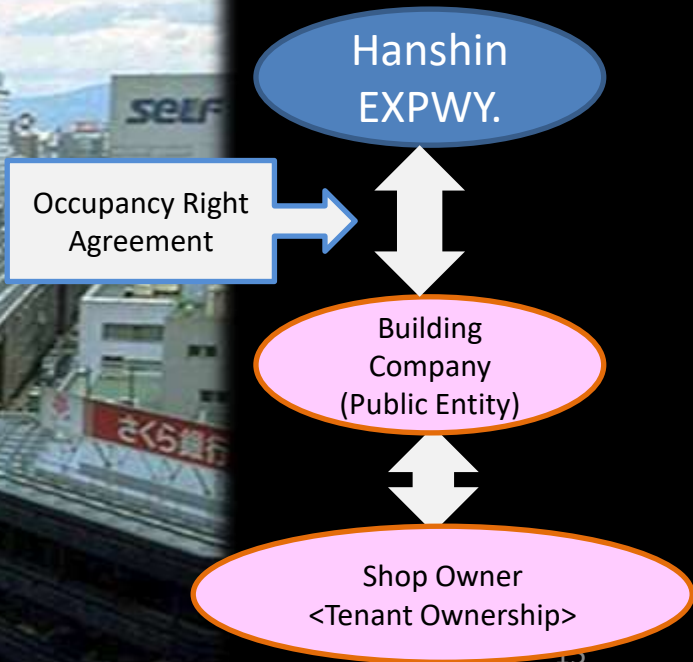 SELF
Hanshin
EXPWY.
Occupancy Right
Agreement
Building
Company
(Public Entity)
さくら銀行
Shop Owner
<Tenant Ownership>
13